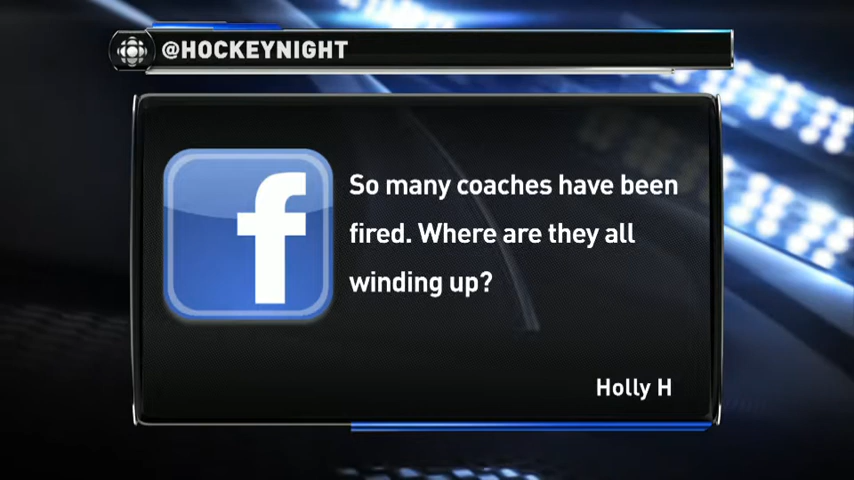 @HOCKEYNIGHT
So many coaches have been
fired. Where are they all
winding up?
Holly H